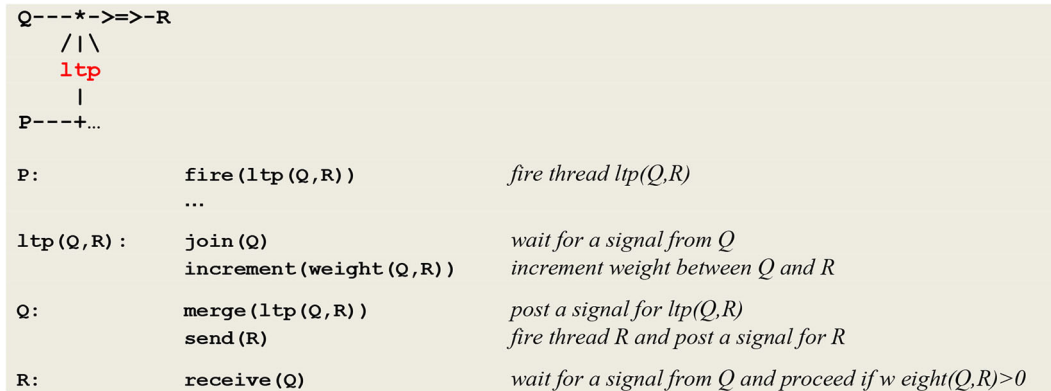 Q---*->=>-R
/|\
ltp
|
P---+…
P: fire(ltp(Q,R)) fire thread ltp(Q,R)
…
ltp(Q,R): join(Q) wait for a signal from Q
increment(weight(Q,R)) increment weight between Q and R
Q: merge(ltp(Q,R)) post a signal for ltp(Q,R)
send(R) fire thread R and post a signal for R
R: receive(Q) wait for a signal from Q and proceed if w eight(Q,R)>0